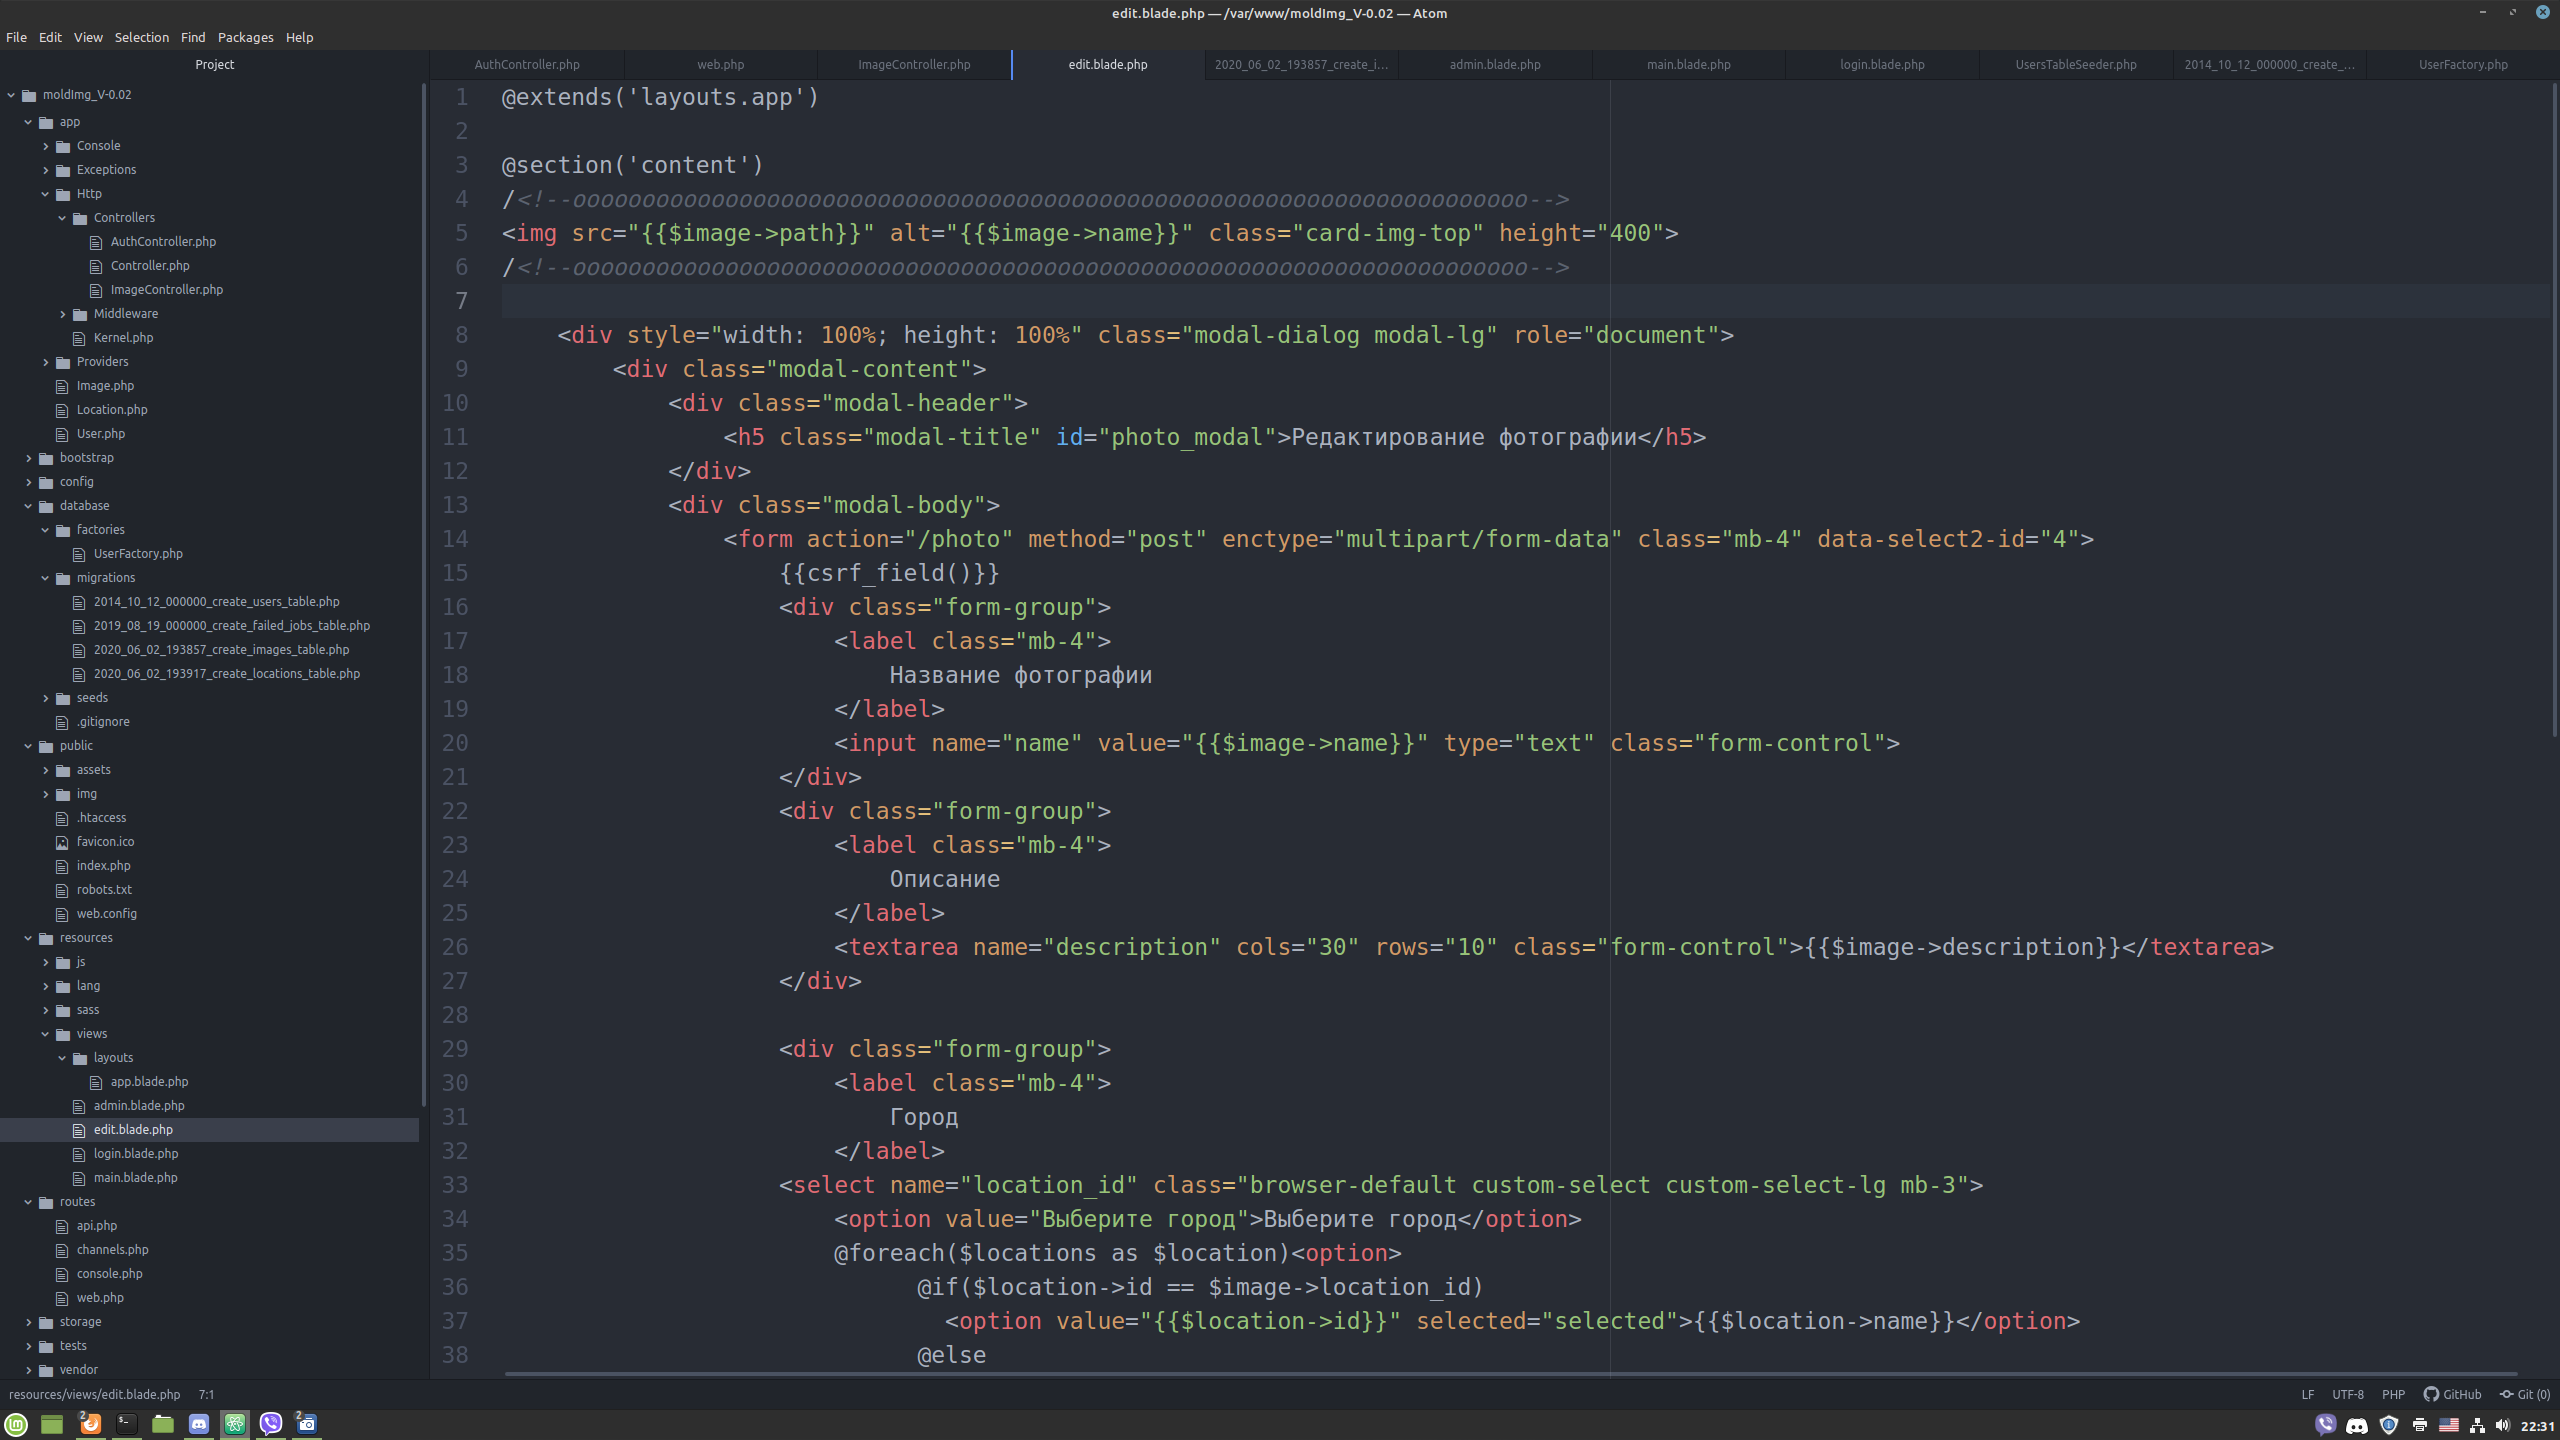 edit.blade.php — /var/www/moldImg_V-0.02 — Atom
File Edit View Selection Find Packages Help
Project
AuthController.php web.php ImageController.php edit.blade.php 2020_06_02_193857_create_i... admin.blade.php main.blade.php login.blade.php UsersTableSeeder.php 2014_10_12_000000_create_... UserFactory.php
moldImg_V-0.02
app
Console
Exceptions
Http
Controllers
AuthController.php
Controller.php
ImageController.php
Middleware
Kernel.php
Providers
Image.php
Location.php
User.php
bootstrap
config
database
factories
UserFactory.php
migrations
2014_10_12_000000_create_users_table.php
2019_08_19_000000_create_failed_jobs_table.php
2020_06_02_193857_create_images_table.php
2020_06_02_193917_create_locations_table.php
seeds
.gitignore
public
assets
img
.htaccess
favicon.ico
index.php
robots.txt
web.config
resources
js
lang
sass
views
layouts
app.blade.php
admin.blade.php
edit.blade.php
login.blade.php
main.blade.php
routes
api.php
channels.php
console.php
web.php
storage
tests
vendor
1 @extends('layouts.app')
2
3 @section('content')
4 /<!--ooooooooooooooooooooooooooooooooooooooooooooooooooooooooooooooooooooo-->
5 <img src="{{$image->path}}" alt="{{$image->name}}" class="card-img-top" height="400">
6 /<!--ooooooooooooooooooooooooooooooooooooooooooooooooooooooooooooooooooooo-->
7
8 <div style="width: 100%; height: 100%" class="modal-dialog modal-lg" role="document">
9 <div class="modal-content">
10 <div class="modal-header">
11 <h5 class="modal-title" id="photo_modal">Редактирование фотографии</h5>
12 </div>
13 <div class="modal-body">
14 <form action="/photo" method="post" enctype="multipart/form-data" class="mb-4" data-select2-id="4">
15 {{csrf_field()}}
16 <div class="form-group">
17 <label class="mb-4">
18 Название фотографии
19 </label>
20 <input name="name" value="{{$image->name}}" type="text" class="form-control">
21 </div>
22 <div class="form-group">
23 <label class="mb-4">
24 Описание
25 </label>
26 <textarea name="description" cols="30" rows="10" class="form-control">{{$image->description}}</textarea>
27 </div>
28
29 <div class="form-group">
30 <label class="mb-4">
31 Город
32 </label>
33 <select name="location_id" class="browser-default custom-select custom-select-lg mb-3">
34 <option value="Выберите город">Выберите город</option>
35 @foreach($locations as $location)<option>
36 @if($location->id == $image->location_id)
37 <option value="{{$location->id}}" selected="selected">{{$location->name}}</option>
38 @else
resources/views/edit.blade.php 7:1 LF UTF-8 PHP GitHub Git (0)
2 2 22:31